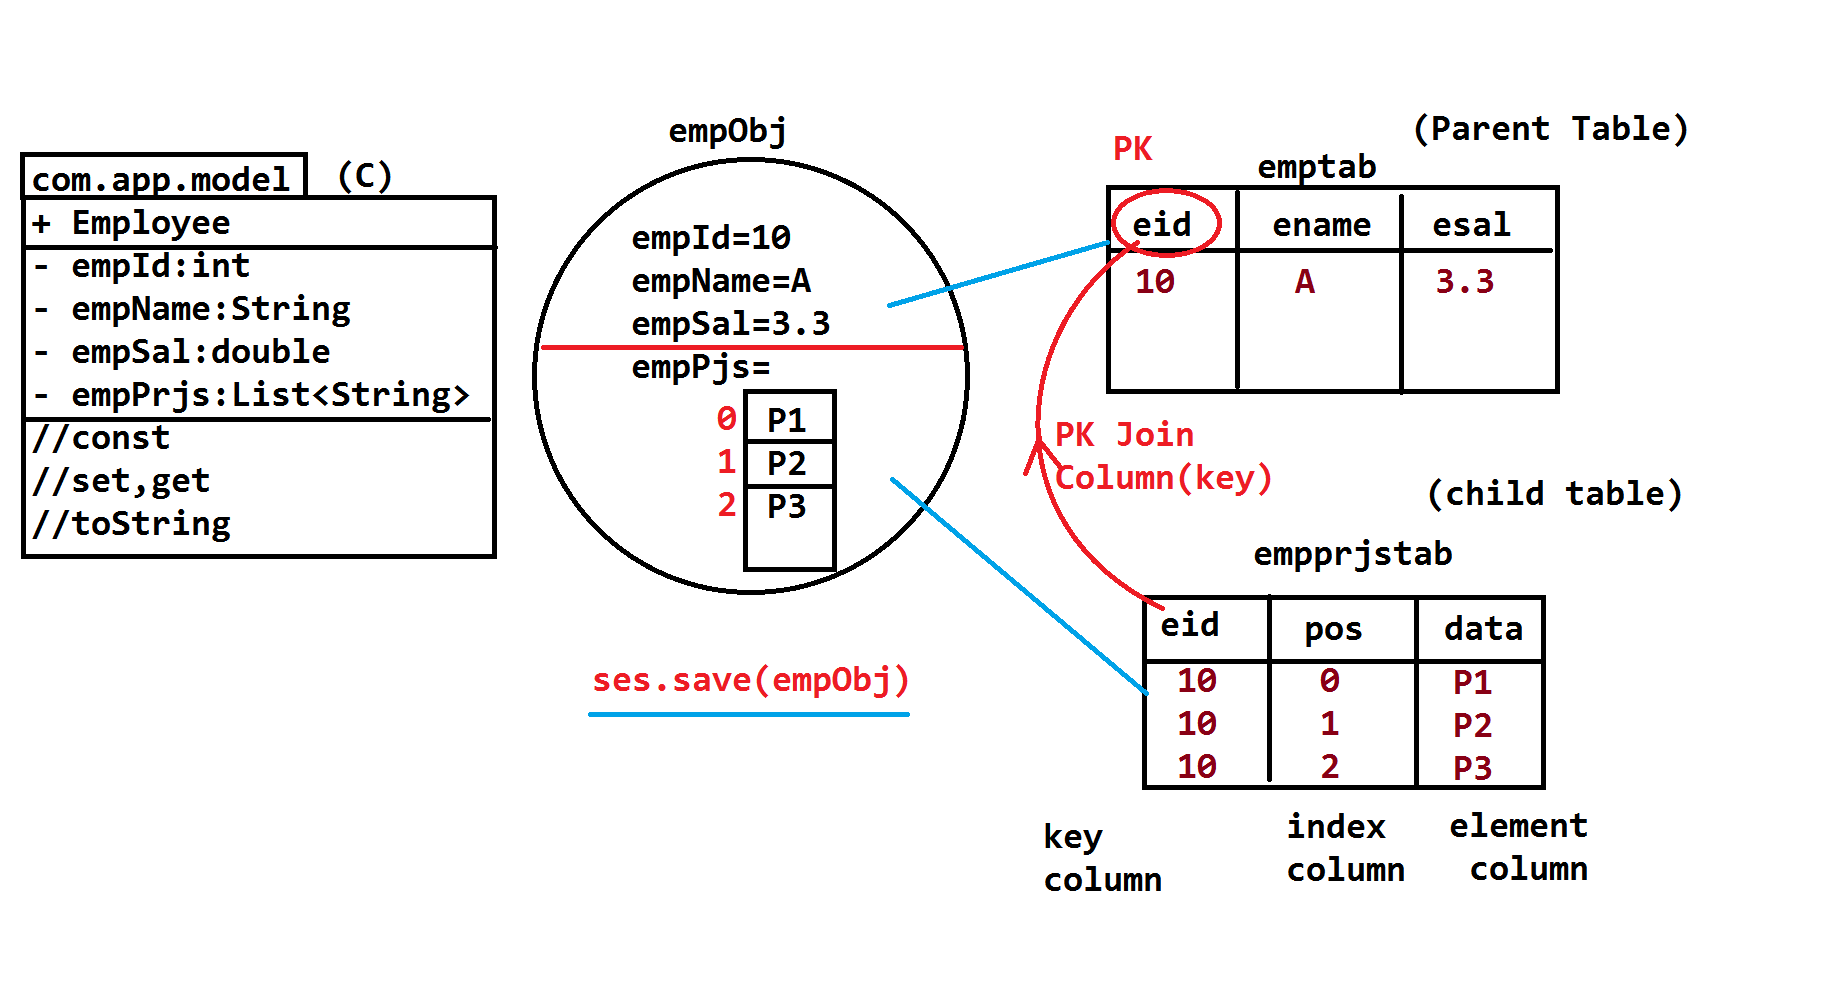 com.app.model (C)
+ Employee
- empId:int
- empName:String
- empSal:double
- empPrjs:List<String>
//const
//set,get
//toString
empObj
empId=10
empName=A
empSal=3.3
empPjs=
0 P1
1 P2
2 P3
ses.save(empObj)
(Parent Table)
PK
emptab
eid ename esal
10 A 3.3
PK Join
Column(key)
(child table)
empprjstab
eid pos data
10 0 P1
10 1 P2
10 2 P3
key
column
index
column
element
column